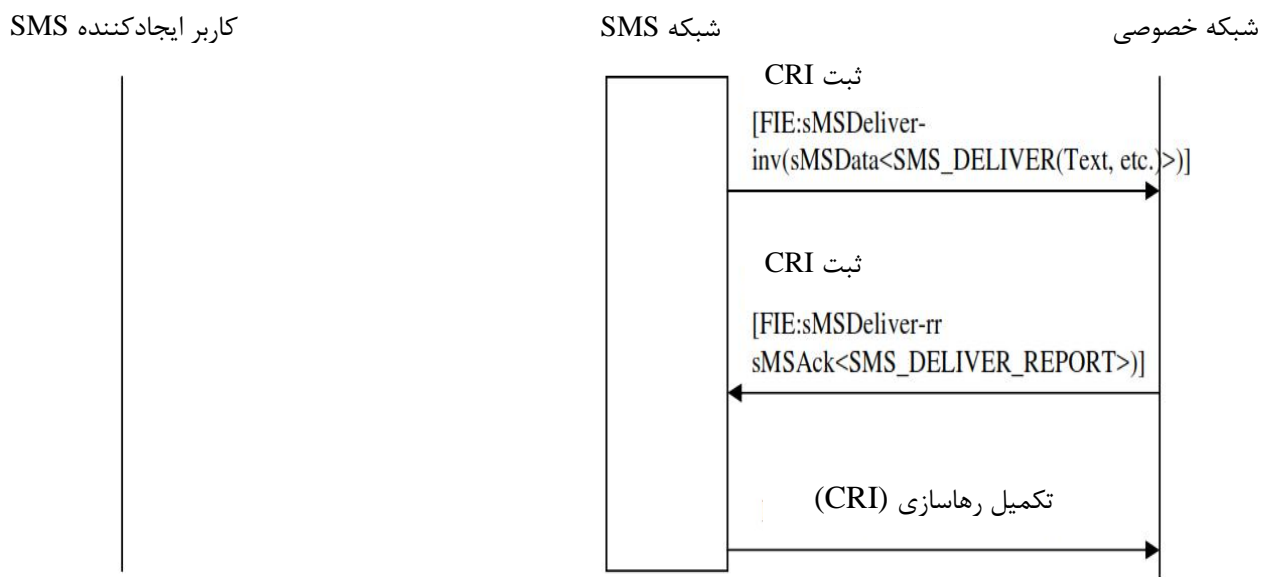 شبکه خصوصی
شبکه SMS
کاربر ایجادکننده SMS
ثبت CRI
[FIE:sMSDeliver-
inv(sMSData<SMS_DELIVER(Text, etc.)>)]
ثبت CRI
[FIE:sMSDeliver-rr
sMSAck<SMS_DELIVER_REPORT>)]
تکمیل رهاسازی (CRI)